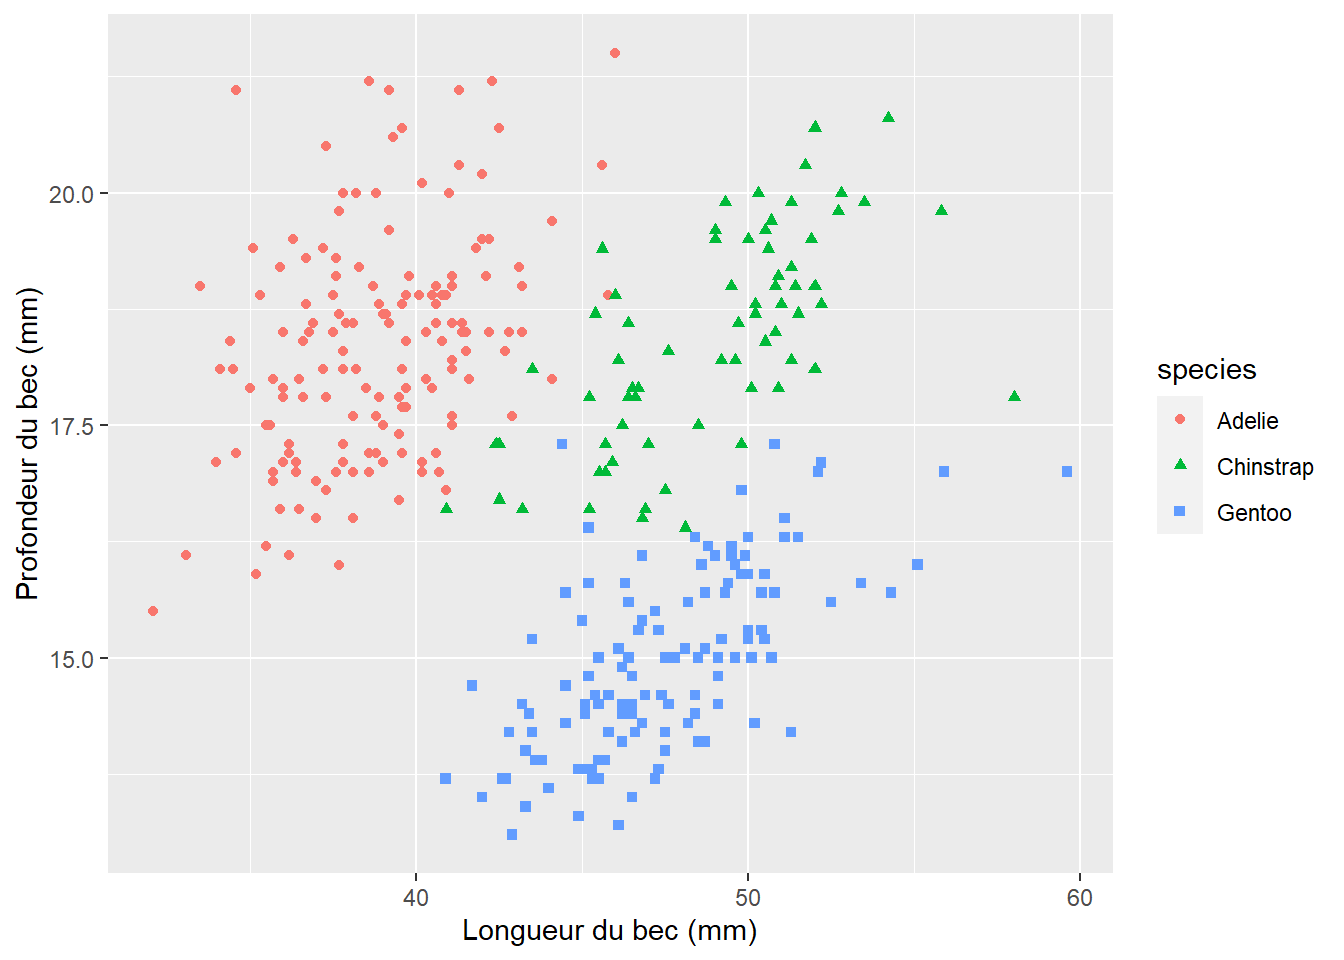 20.0
17.5
15.0
Profondeur du bec (mm)
40
50
60
Longueur du bec (mm)
species
Adelie
Chinstrap
Gentoo